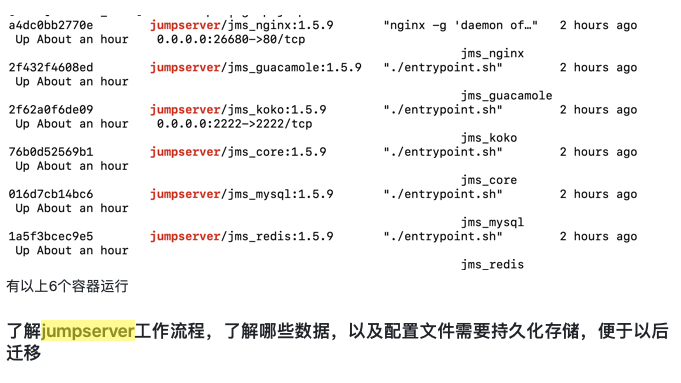 a4dc0bb2770e jumpserver/jms_nginx:1.5.9 "nginx -g 'daemon of…" 2 hours ago
Up About an hour 0.0.0.0:26680->80/tcp
jms_nginx
2f432f4608ed jumpserver/jms_guacamole:1.5.9 "./entrypoint.sh" 2 hours ago
Up About an hour
jms_guacamole
2f62a0f6de09 jumpserver/jms_koko:1.5.9 "./entrypoint.sh" 2 hours ago
Up About an hour 0.0.0.0:2222->2222/tcp
jms_koko
76b0d52569b1 jumpserver/jms_core:1.5.9 "./entrypoint.sh" 2 hours ago
Up About an hour
jms_core
016d7cb14bc6 jumpserver/jms_mysql:1.5.9 "./entrypoint.sh" 2 hours ago
Up About an hour
jms_mysql
1a5f3bcec9e5 jumpserver/jms_redis:1.5.9 "./entrypoint.sh" 2 hours ago
Up About an hour
jms_redis
有以上6个容器运行
了解jumpserver工作流程，了解哪些数据，以及配置文件需要持久化存储，便于以后
迁移